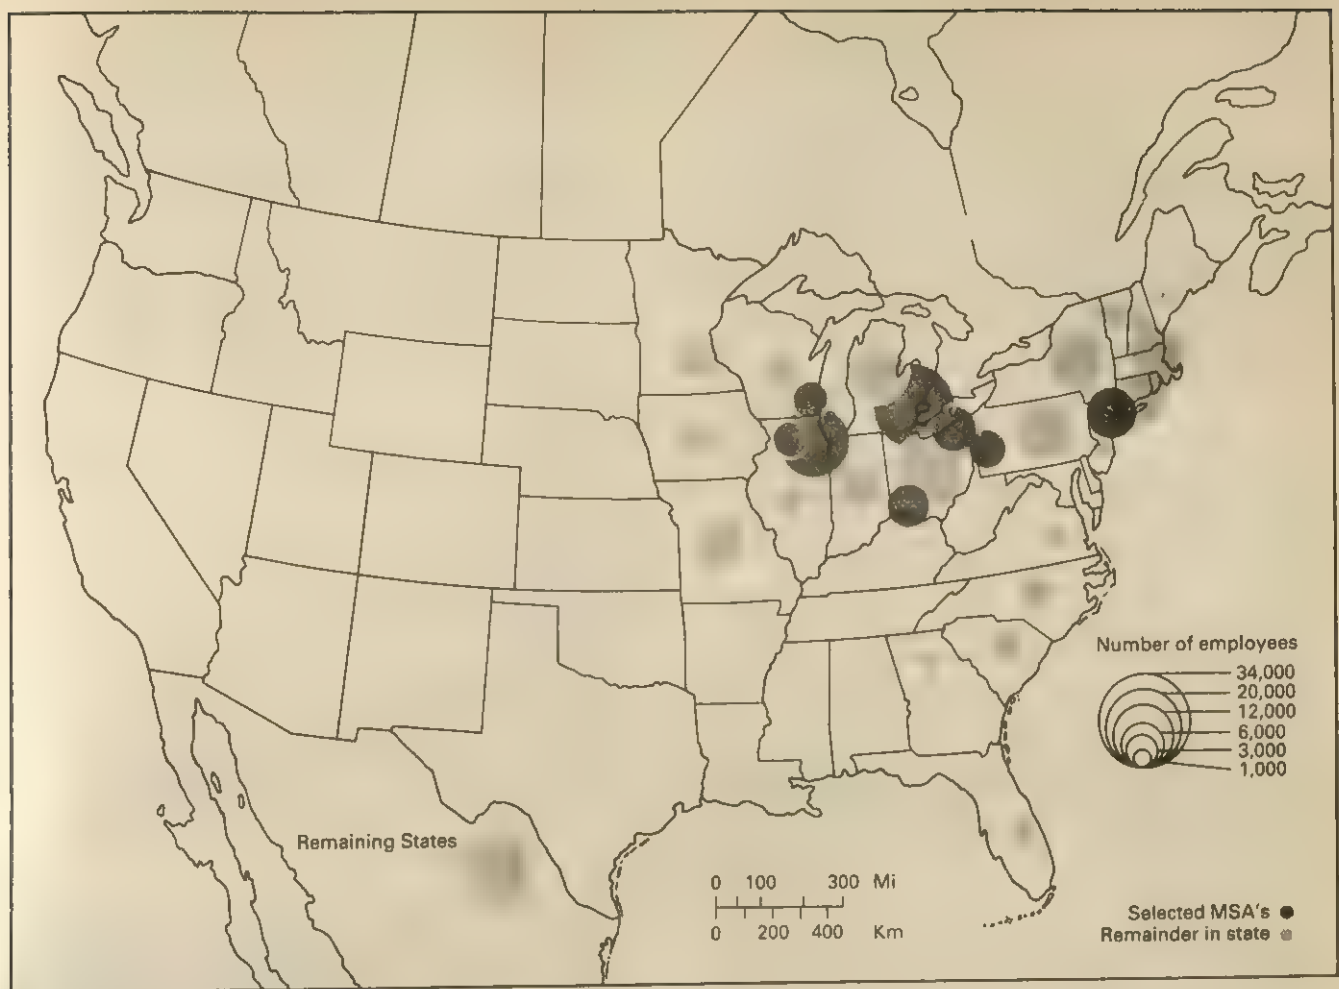 Number of employees
34,000
20,000
12,000
6,000
3,000
1,000
Remaining States
0 100 300 Mi
0 200 400 Km
Selected MSA's
Remainder in state